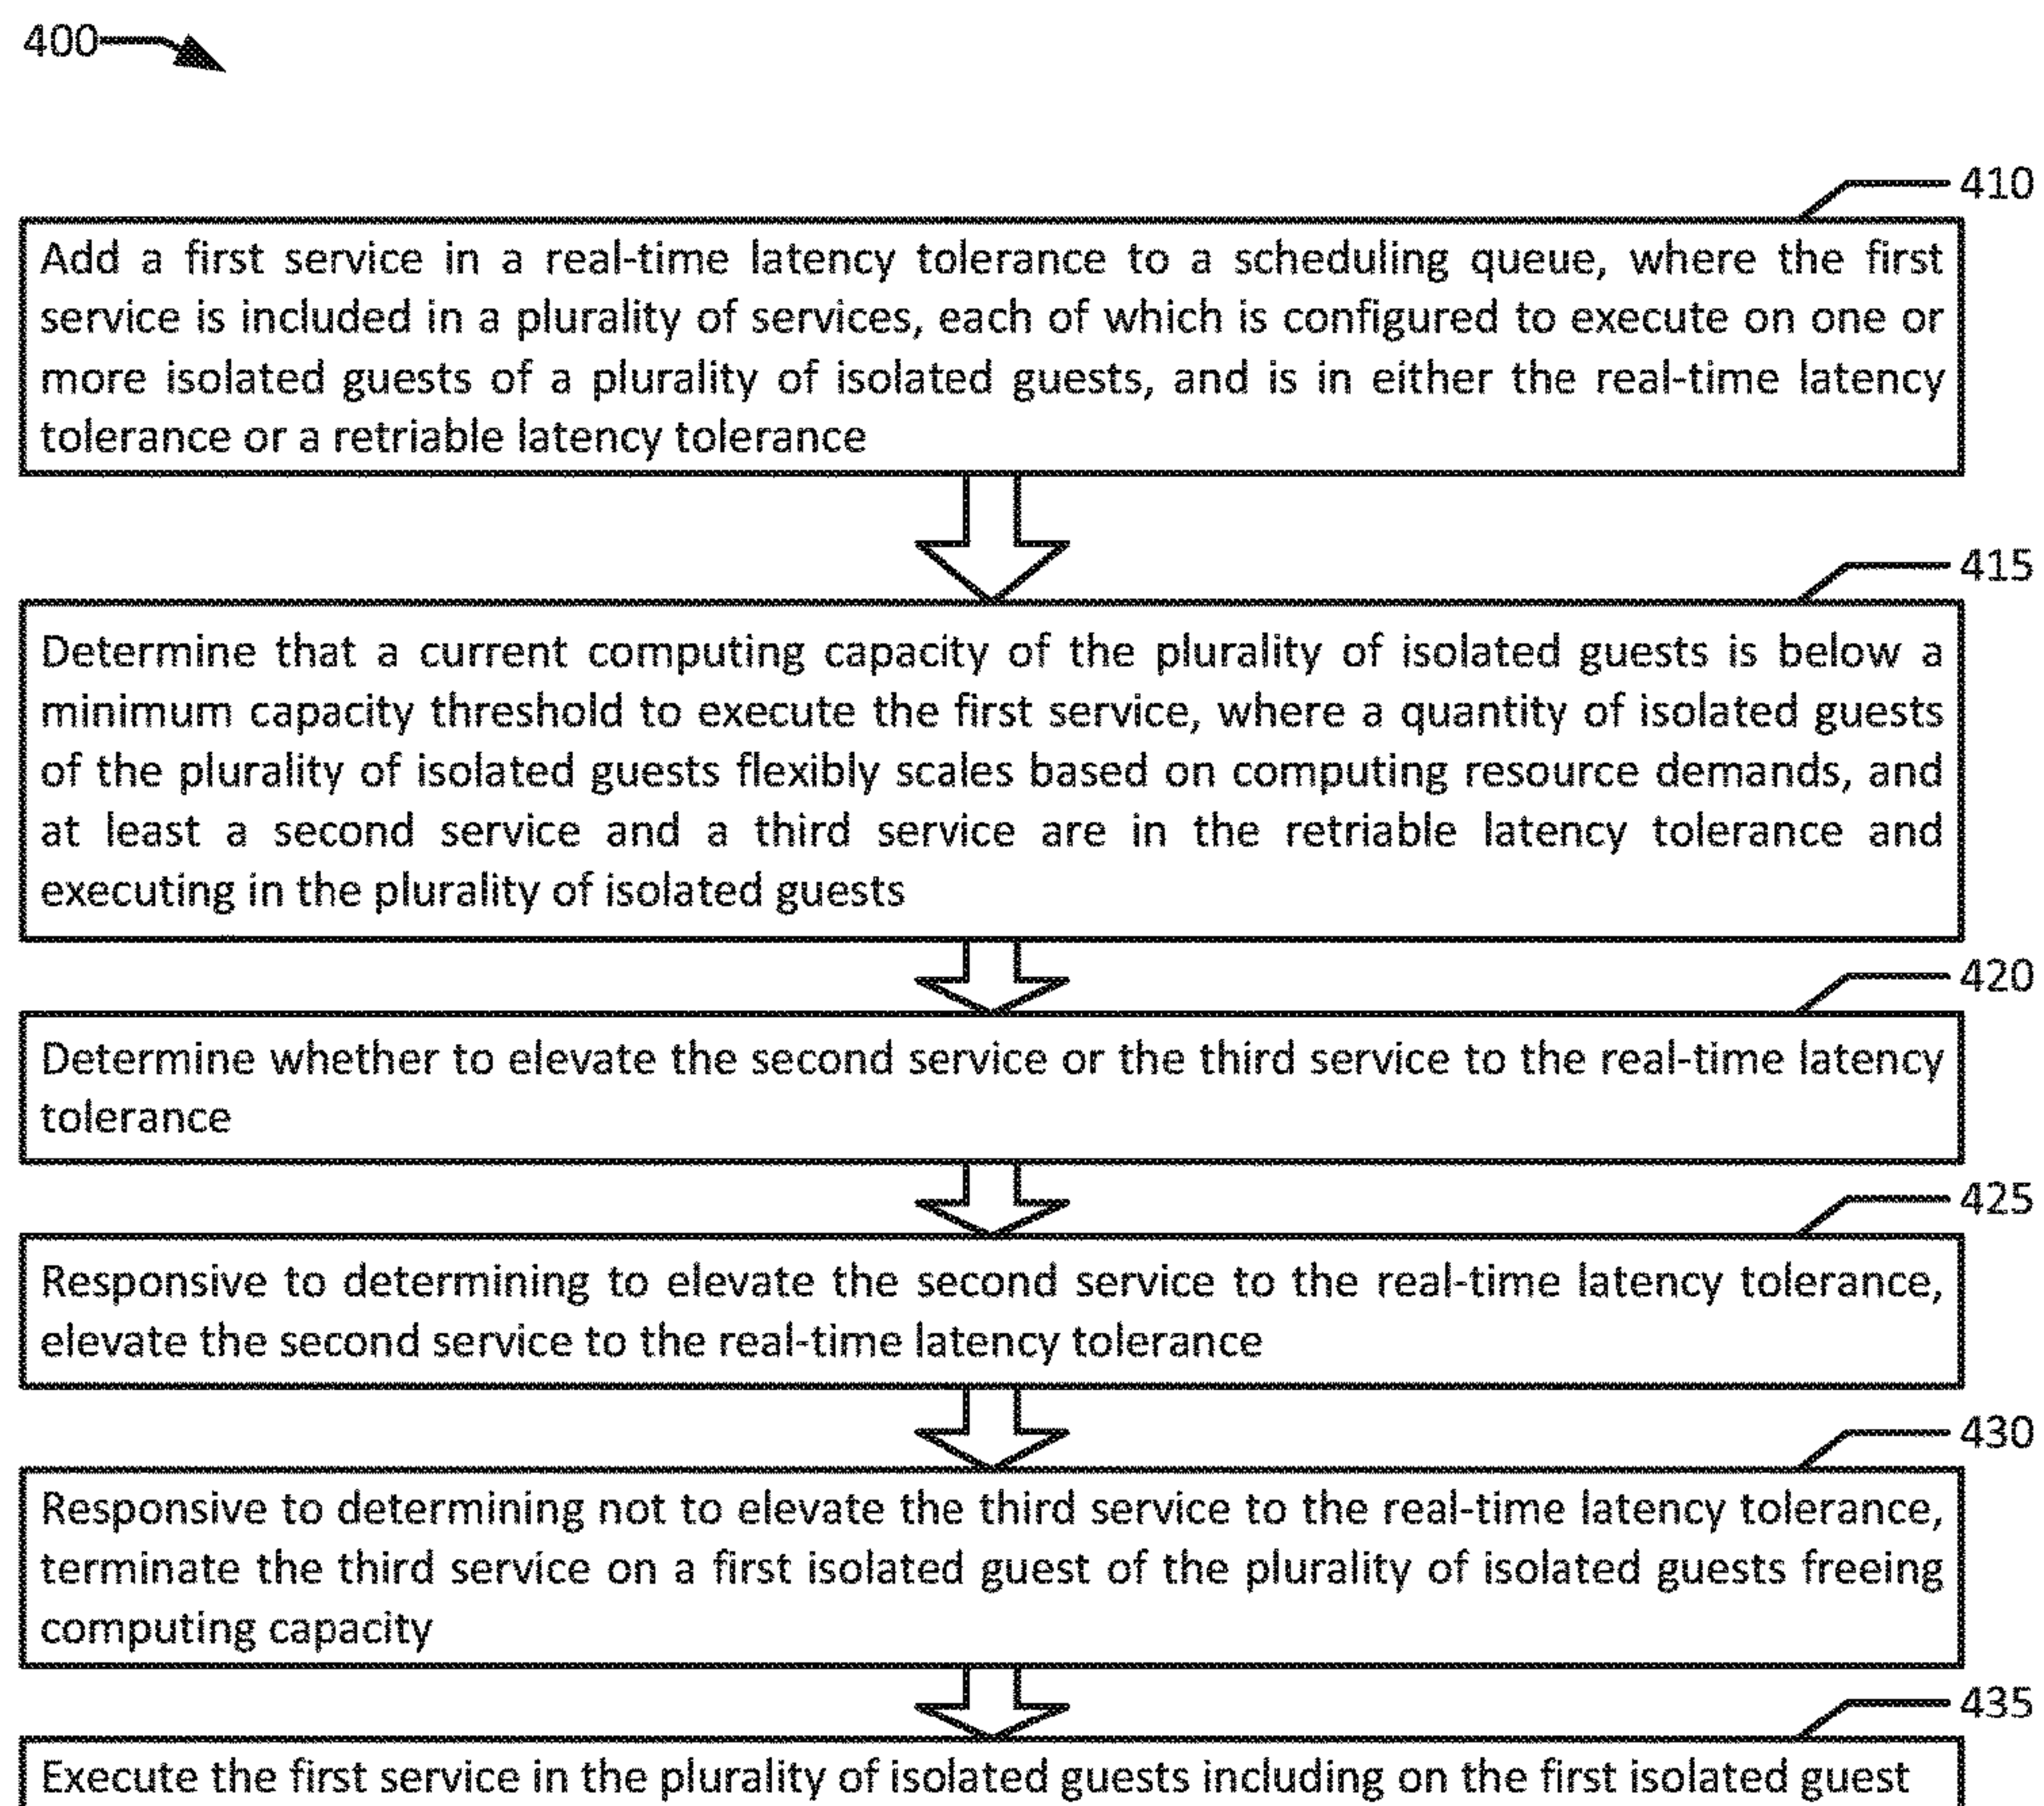 400
410
Add a first service in a real-time latency tolerance to a scheduling queue, where the first
service is included in a plurality of services, each of which is configured to execute on one or
more isolated guests of a plurality of isolated guests, and is in either the real-time latency
tolerance or a retriable latency tolerance
415
Determine that a current computing capacity of the plurality of isolated guests is below a
minimum capacity threshold to execute the first service, where a quantity of isolated guests
of the plurality of isolated guests flexibly scales based on computing resource demands, and
at least a second service and a third service are in the retriable latency tolerance and
executing in the plurality of isolated guests
420
Determine whether to elevate the second service or the third service to the real-time latency
tolerance
425
Responsive to determining to elevate the second service to the real-time latency tolerance,
elevate the second service to the real-time latency tolerance
430
Responsive to determining not to elevate the third service to the real-time latency tolerance,
terminate the third service on a first isolated guest of the plurality of isolated guests freeing
computing capacity
435
Execute the first service in the plurality of isolated guests including on the first isolated guest